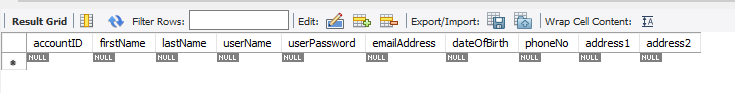 Result Grid Filter Rows: Edit: Export/Import: Wrap Cell Content: IA
accountID firstName lastName userName userPassword emailAddress dateOfBirth phoneNo address1 address2
* NULL NULL NULL NULL NULL NULL NULL NULL NULL NULL